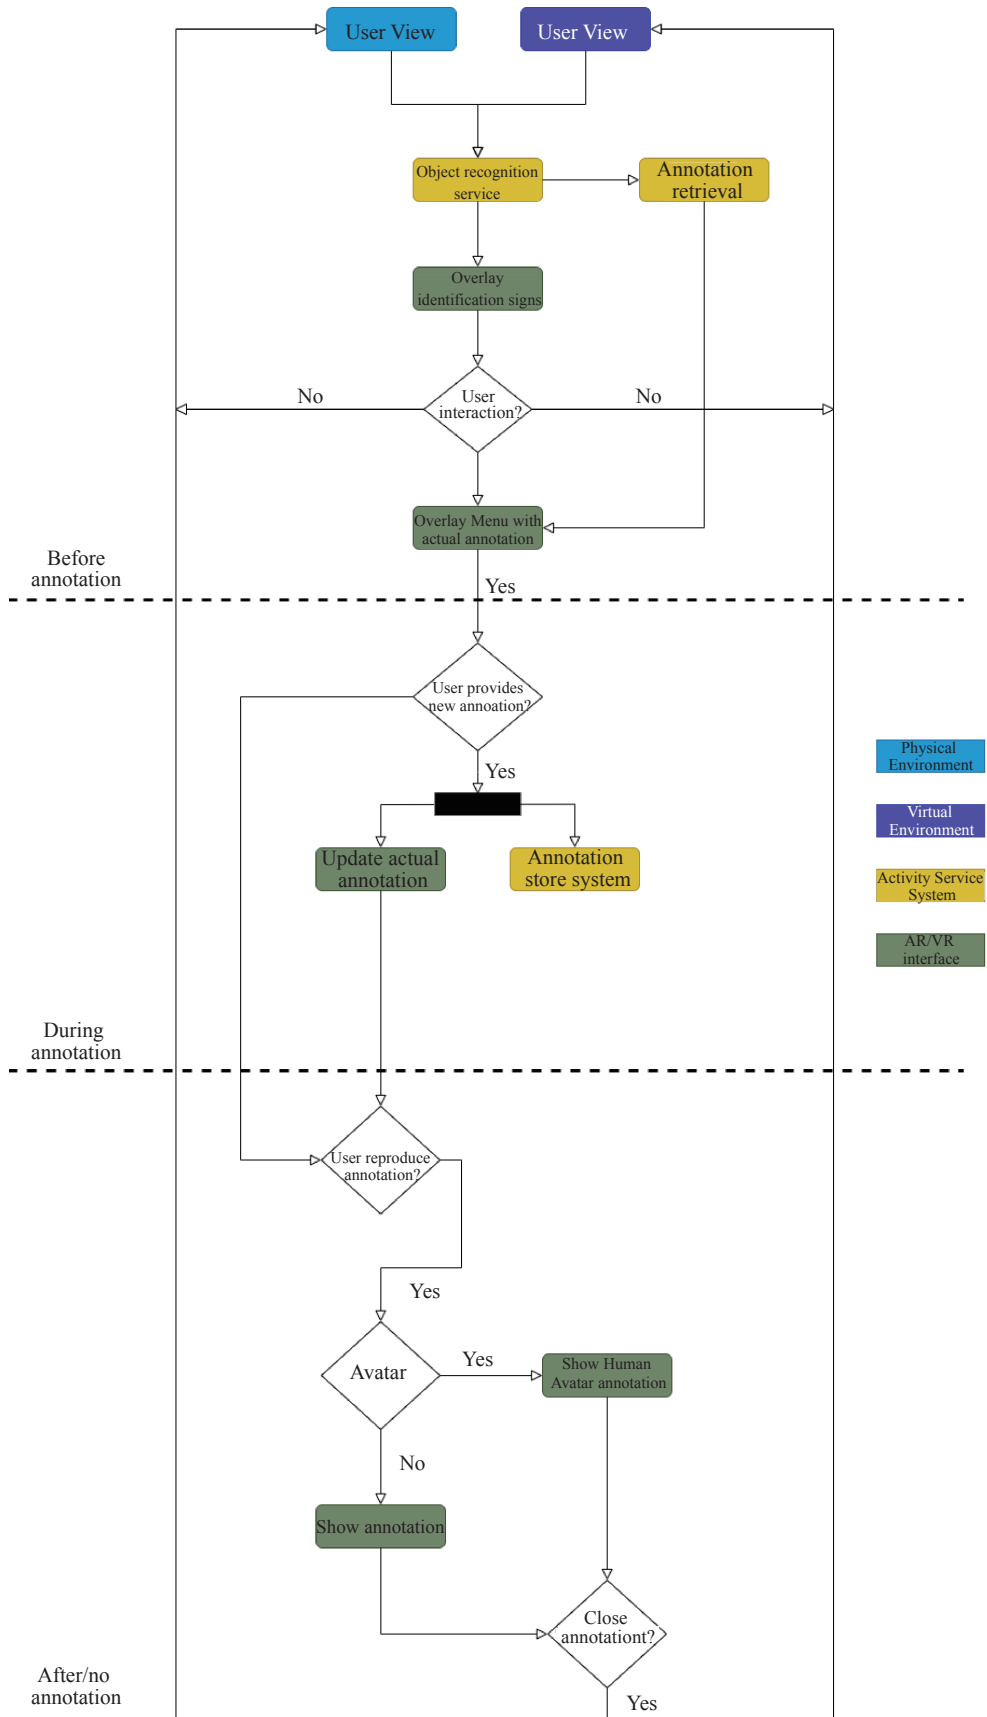 User View
User View
Object recognition
service
Annotation
retrieval
Overlay
identification signs
User
interaction?
No
No
Overlay Menu with
actual annotation
Before
annotation
Yes
User provides
new annoation?
Yes
Update actual
annotation
Annotation
store system
Physical
Environment
Virtual
Environment
Activity Service
System
AR/VR
interface
During
annotation
User reproduce
annotation?
Yes
Avatar
Yes
Show Human
Avatar annotation
No
Show annotation
Close
annotationt?
After/no
annotation
Yes